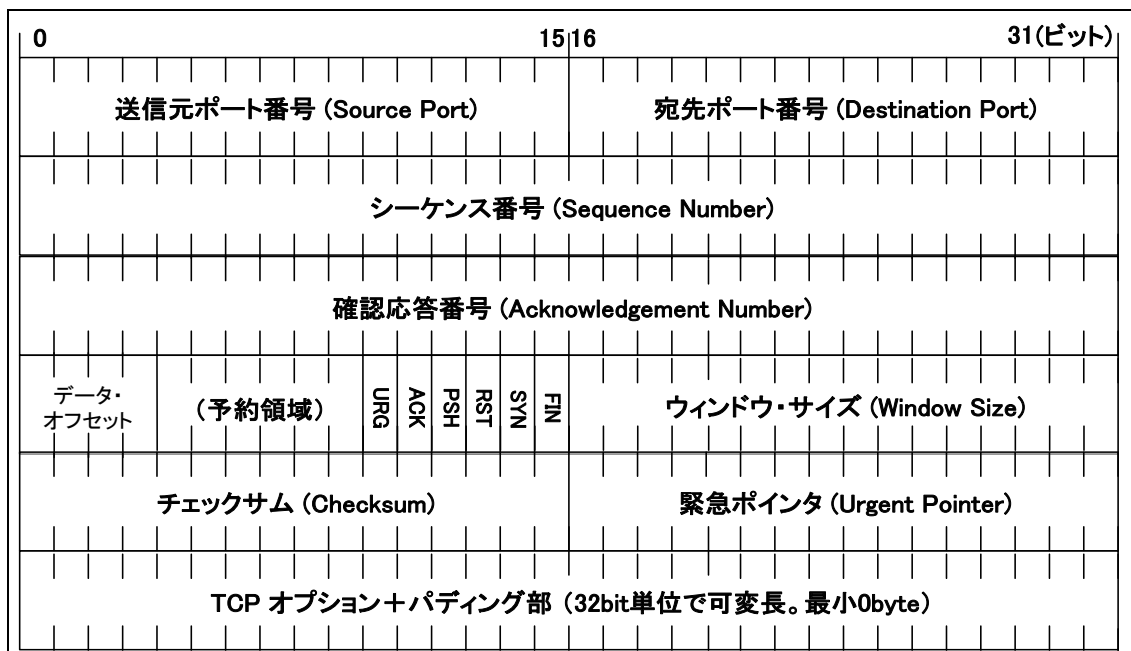 0 15 16 31(ビット)
送信元ポート番号 (Source Port) 宛先ポート番号 (Destination Port)
シーケンス番号 (Sequence Number)
確認応答番号 (Acknowledgement Number)
データ・
オフセット
(予約領域)
URG
ACK
PSH
RST
SYN
FIN
ウィンドウ・サイズ (Window Size)
チェックサム (Checksum) 緊急ポインタ (Urgent Pointer)
TCP オプション+パディング部 (32bit単位で可変長。最小0byte)